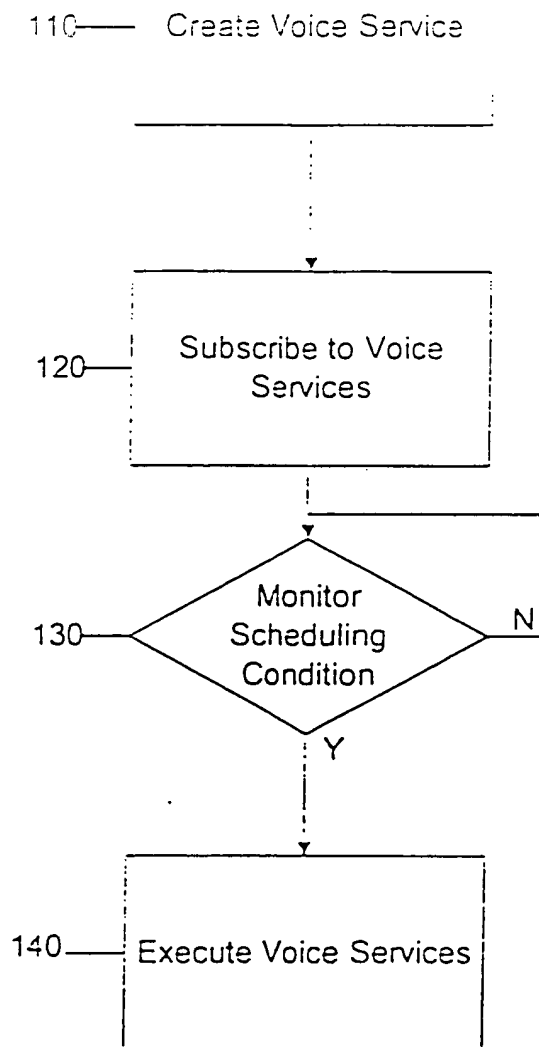 110 Create Voice Service
120 Subscribe to Voice
Services
130 Monitor
Scheduling
Condition
N
Y
140 Execute Voice Services